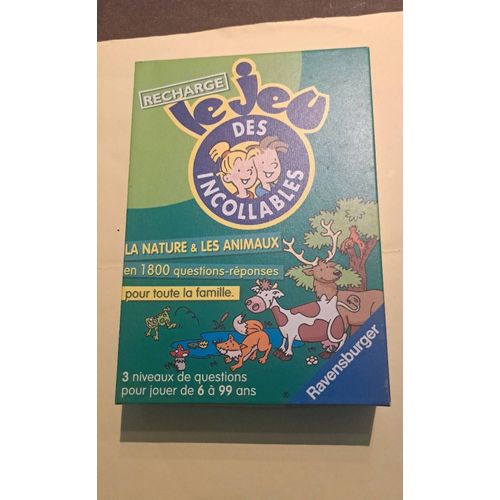 RECHARGE
le jeu
DES
INCOLLABLES
LA NATURE & LES ANIMAUX
en 1800 questions-réponses
pour toute la famille.
3 niveaux de questions
pour jouer de 6 à 99 ans
®
Ravensburger